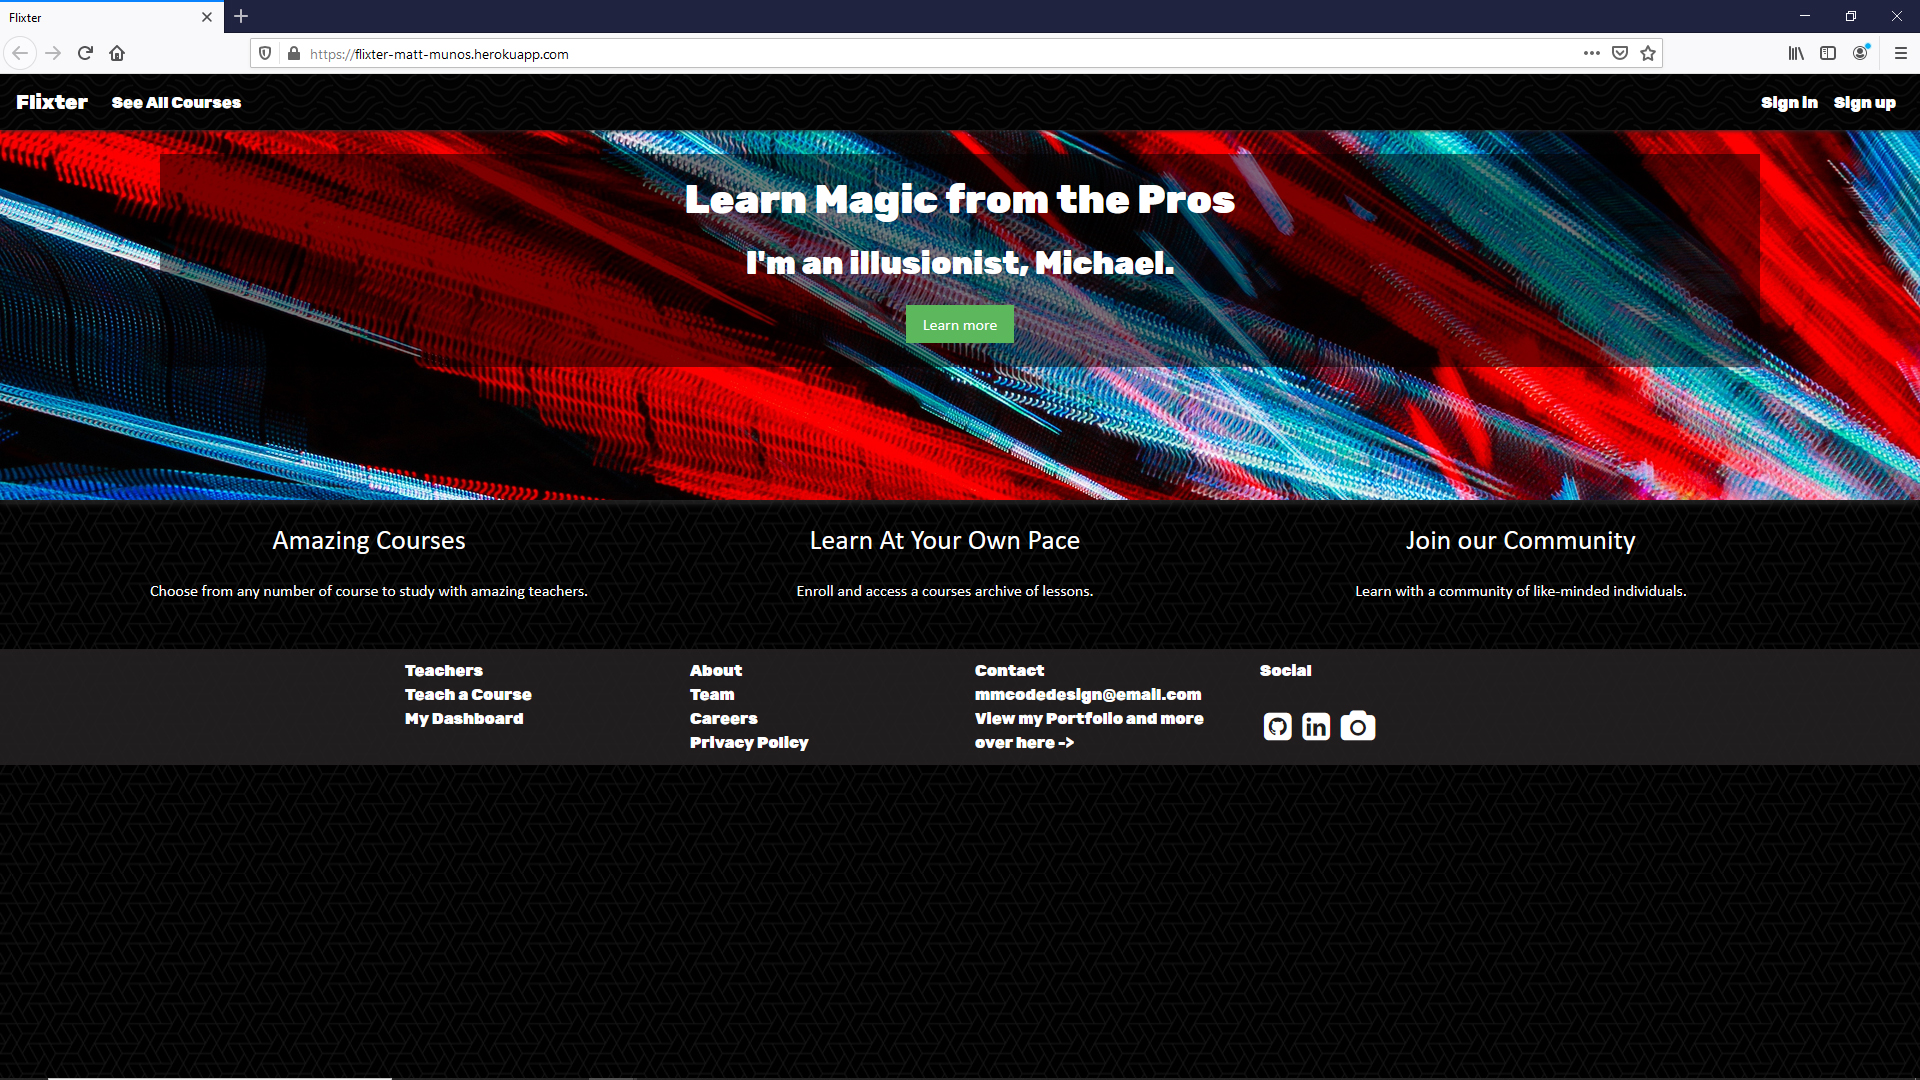 Flixter
https://flixter-matt-munos.herokuapp.com
Flixter See All Courses Sign in Sign up
Learn Magic from the Pros
I'm an illusionist, Michael.
Learn more
Amazing Courses
Choose from any number of course to study with amazing teachers.
Learn At Your Own Pace
Enroll and access a courses archive of lessons.
Join our Community
Learn with a community of like-minded individuals.
Teachers
Teach a Course
My Dashboard
About
Team
Careers
Privacy Policy
Contact
mmcodedesign@email.com
View my Portfolio and more
over here ->
Social
in